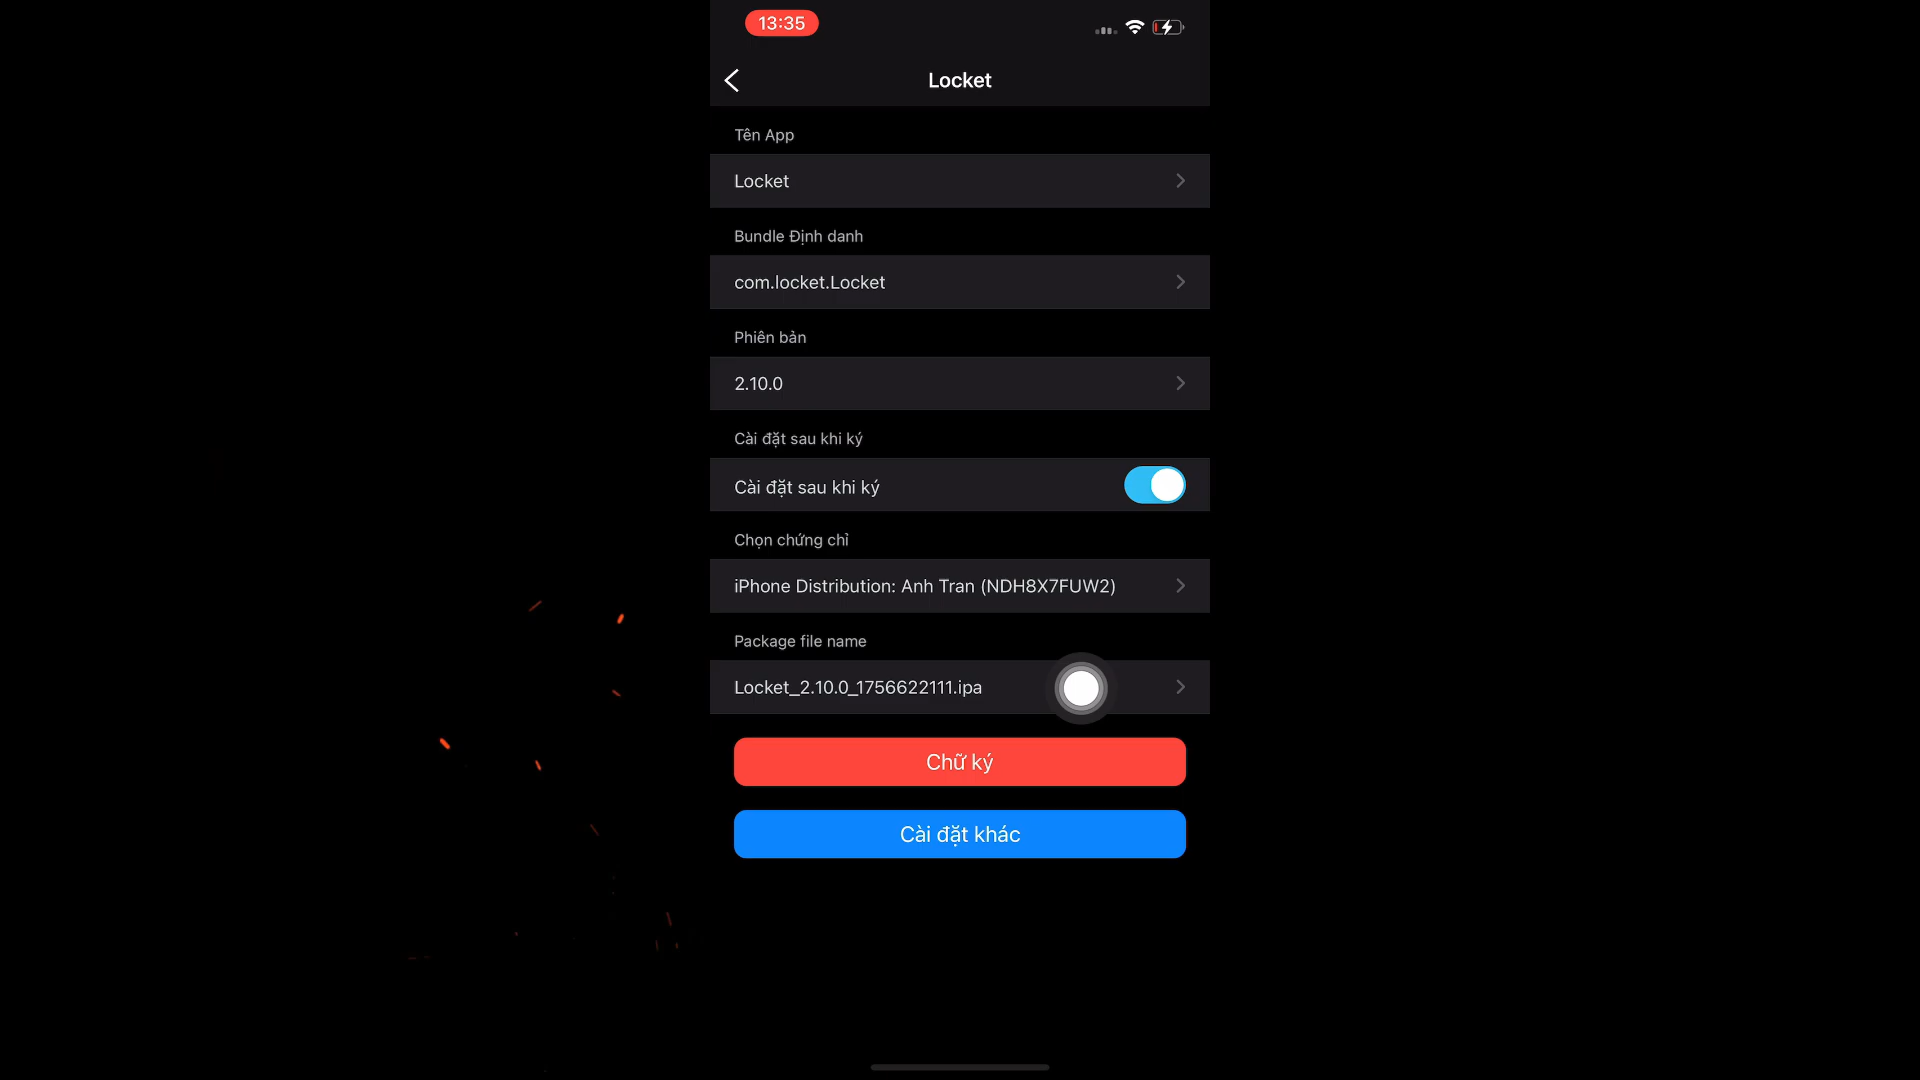 13:35
Locket
Tên App
Locket
Bundle Định danh
com.locket.Locket
Phiên bản
2.10.0
Cài đặt sau khi ký
Cài đặt sau khi ký
Chọn chứng chỉ
iPhone Distribution: Anh Tran (NDH8X7FUW2)
Package file name
Locket_2.10.0_1756622111.ipa
Chữ ký
Cài đặt khác